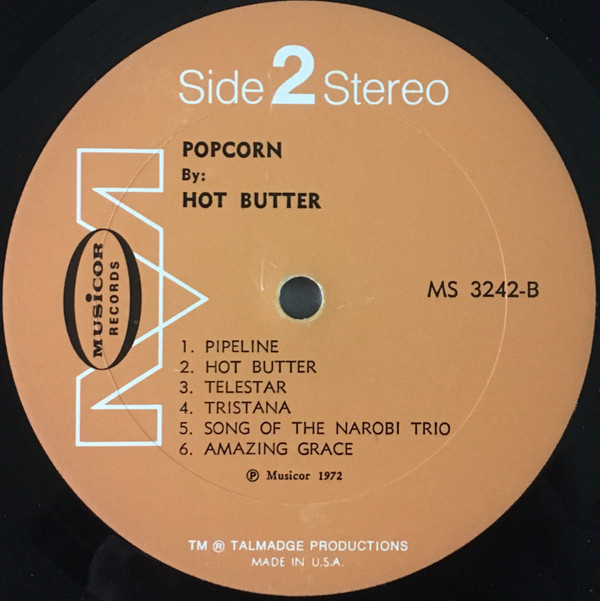 Side 2 Stereo
POPCORN
By:
HOT BUTTER
MUSICOR
RECORDS
MS 3242-B
1. PIPELINE
2. HOT BUTTER
3. TELESTAR
4. TRISTANA
5. SONG OF THE NAROBI TRIO
6. AMAZING GRACE
Ⓟ Musicor 1972
TM ® TALMADGE PRODUCTIONS
MADE IN U.S.A.